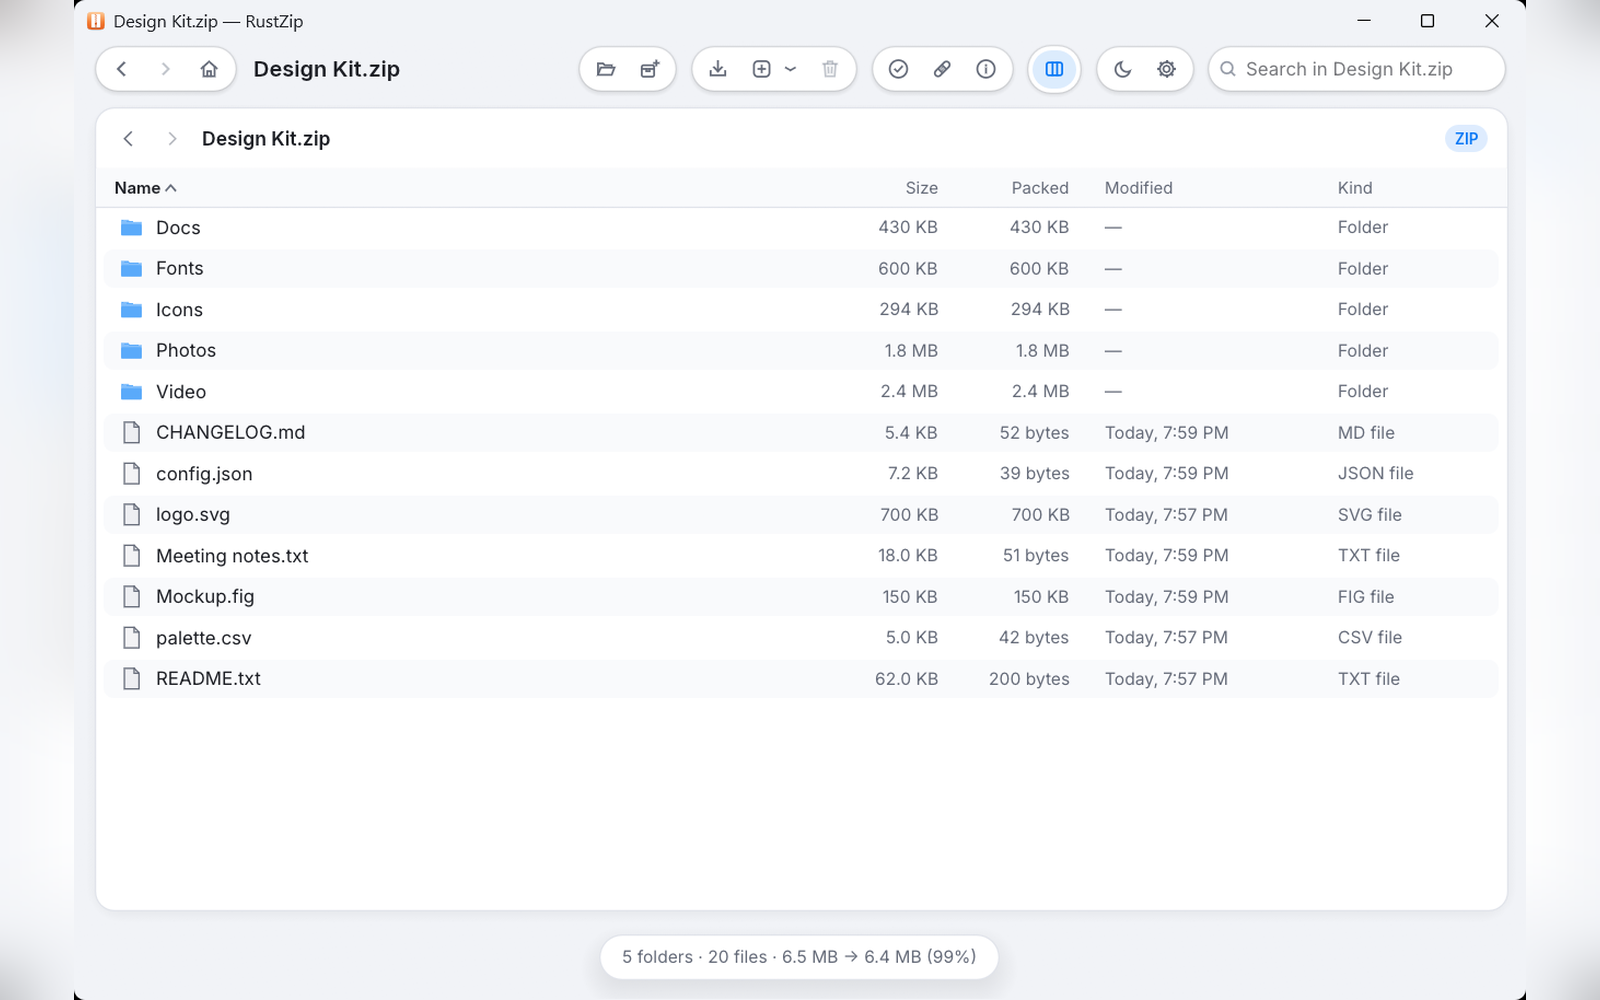 Design Kit.zip — RustZip
Design Kit.zip
Search in Design Kit.zip
Design Kit.zip
ZIP
Name Size Packed Modified Kind
Docs 430 KB 430 KB — Folder
Fonts 600 KB 600 KB — Folder
Icons 294 KB 294 KB — Folder
Photos 1.8 MB 1.8 MB — Folder
Video 2.4 MB 2.4 MB — Folder
CHANGELOG.md 5.4 KB 52 bytes Today, 7:59 PM MD file
config.json 7.2 KB 39 bytes Today, 7:59 PM JSON file
logo.svg 700 KB 700 KB Today, 7:57 PM SVG file
Meeting notes.txt 18.0 KB 51 bytes Today, 7:59 PM TXT file
Mockup.fig 150 KB 150 KB Today, 7:59 PM FIG file
palette.csv 5.0 KB 42 bytes Today, 7:57 PM CSV file
README.txt 62.0 KB 200 bytes Today, 7:57 PM TXT file
5 folders · 20 files · 6.5 MB → 6.4 MB (99%)